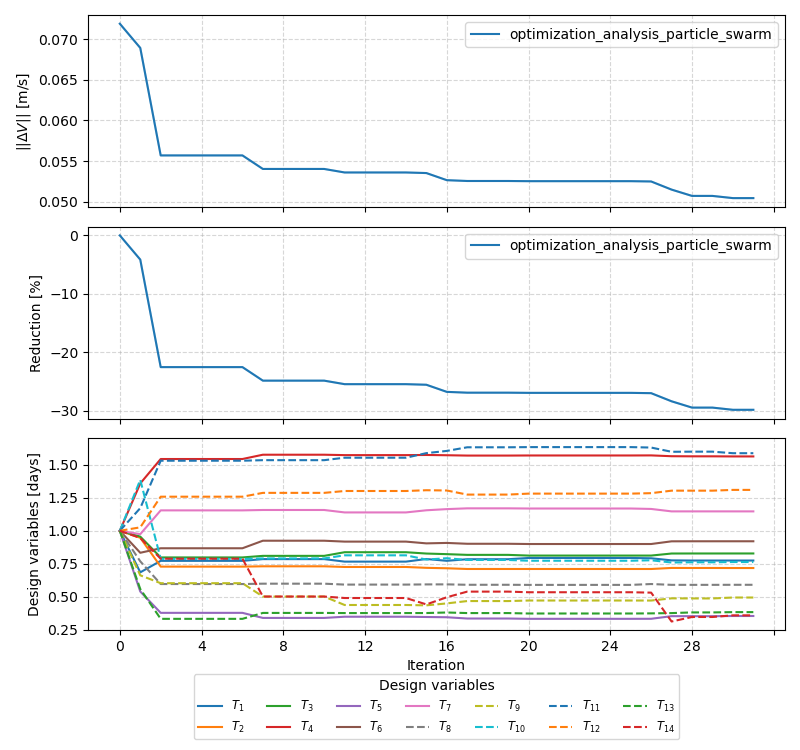 0.070
0.065
0.060
0.055
0.050
||ΔV|| [m/s]
optimization_analysis_particle_swarm
0
−10
−20
−30
Reduction [%]
optimization_analysis_particle_swarm
1.50
1.25
1.00
0.75
0.50
0.25
Design variables [days]
0 4 8 12 16 20 24 28
Iteration
Design variables
T₁ T₃ T₅ T₇ T₉ T₁₁ T₁₃
T₂ T₄ T₆ T₈ T₁₀ T₁₂ T₁₄